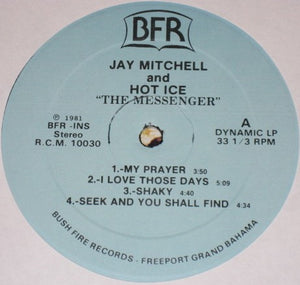 BFR
JAY MITCHELL
and
HOT ICE
"THE MESSENGER"
℗ 1981
BFR -INS
Stereo
R.C.M. 10030
A
DYNAMIC LP
33 1/3 RPM
1.-MY PRAYER 3:50
2.-I LOVE THOSE DAYS 5:09
3.-SHAKY 4:40
4.-SEEK AND YOU SHALL FIND 4:34
BUSH FIRE RECORDS - FREEPORT GRAND BAHAMA